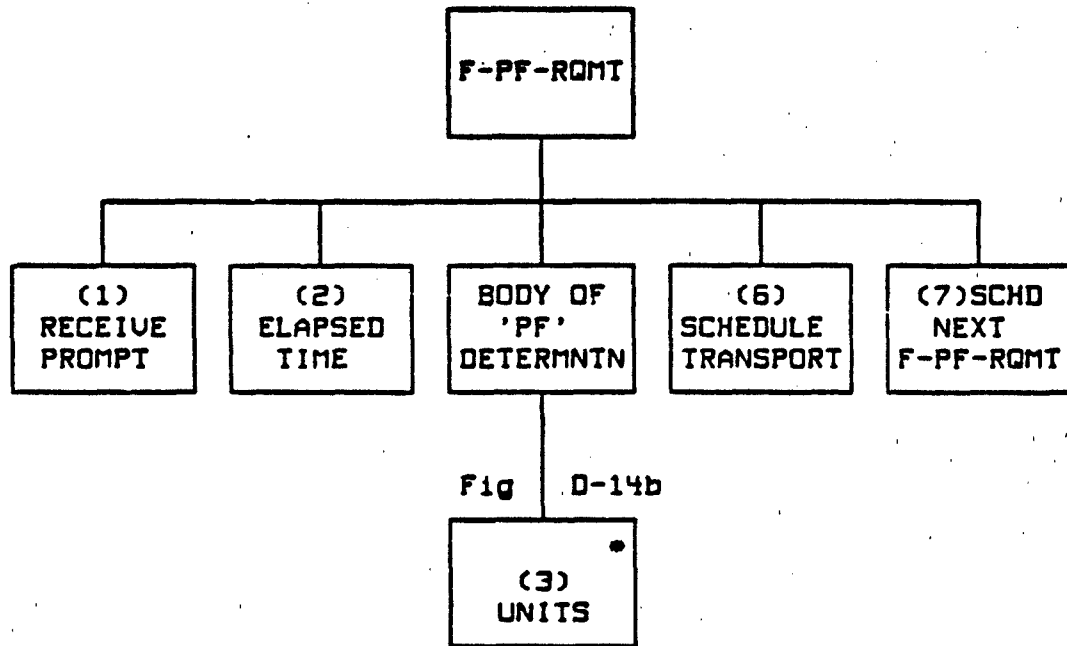 F-PF-RQMT
(1)
RECEIVE
PROMPT
(2)
ELAPSED
TIME
BODY OF
'PF'
DETERMNTN
(6)
SCHEDULE
TRANSPORT
(7)SCHD
NEXT
F-PF-RQMT
Fig D-14b
*
(3)
UNITS